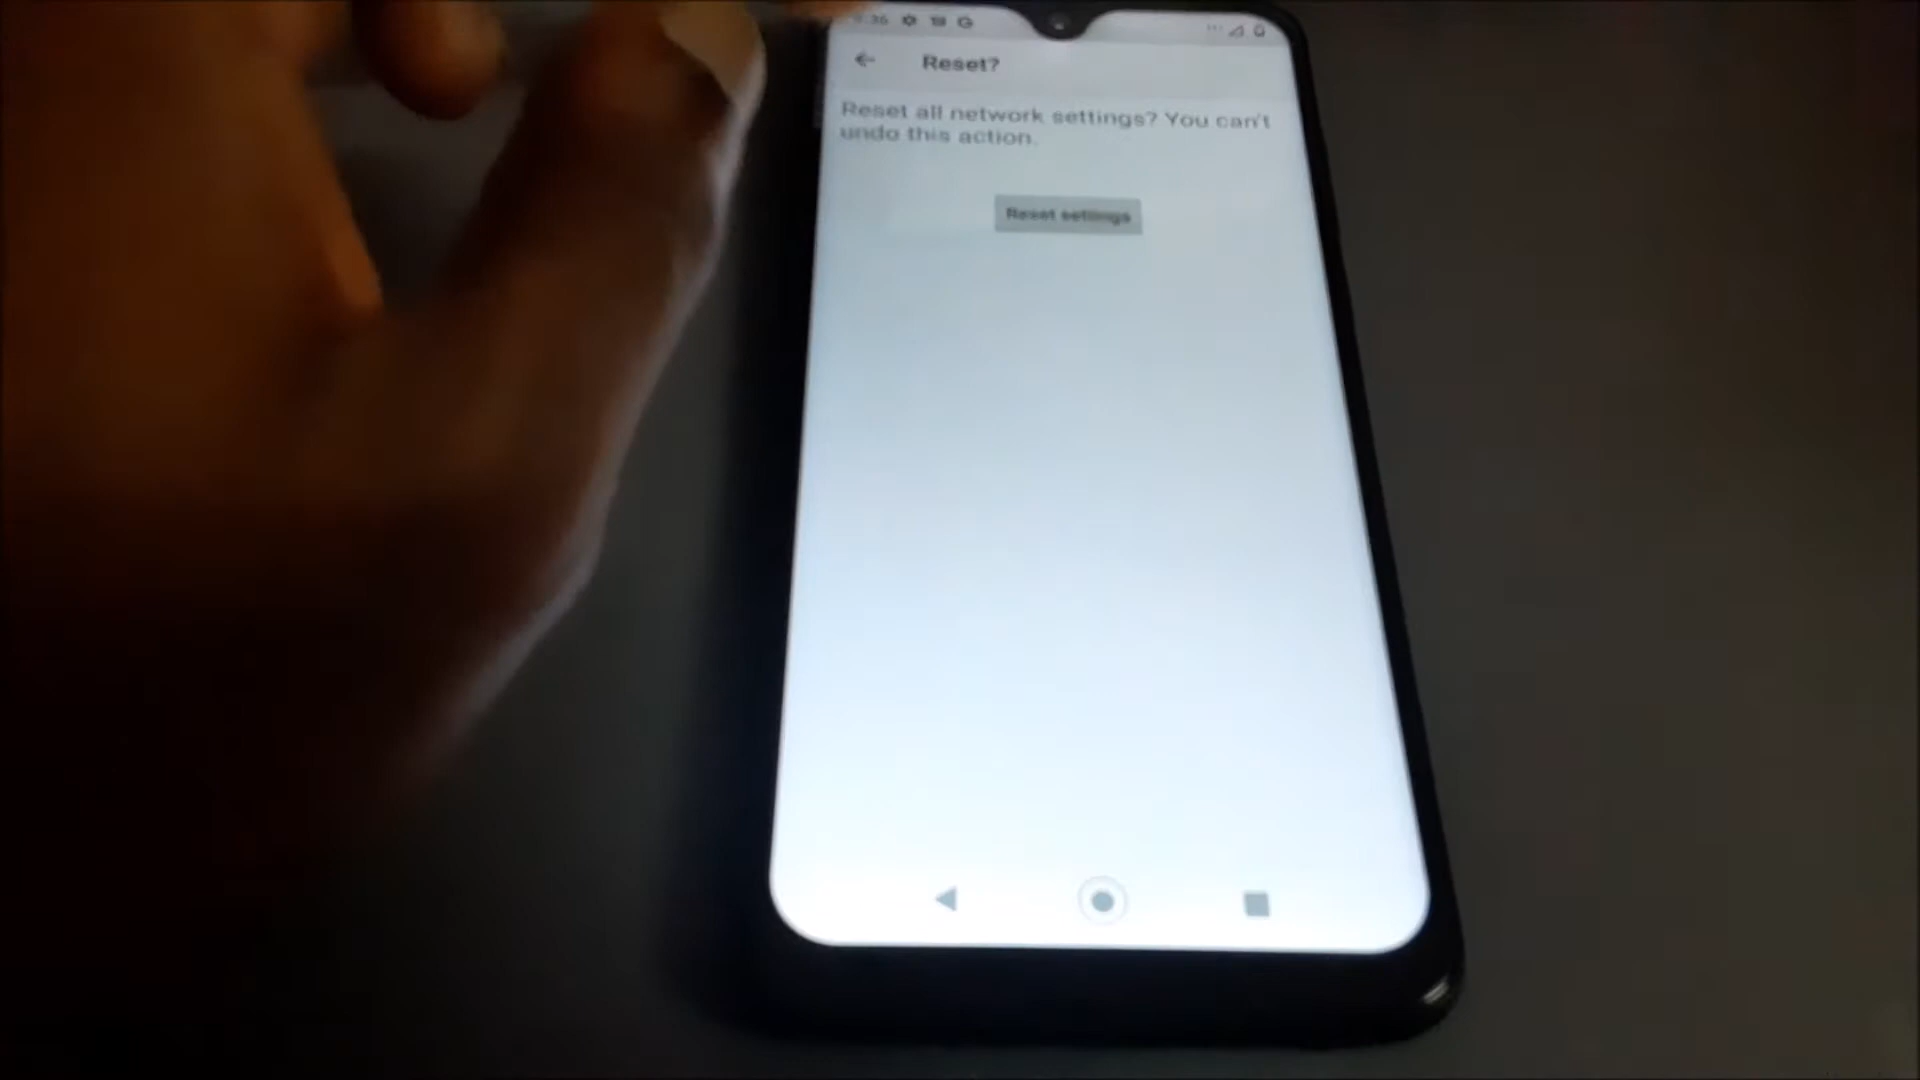 Reset?
Reset all network settings? You can't
undo this action.
Reset settings